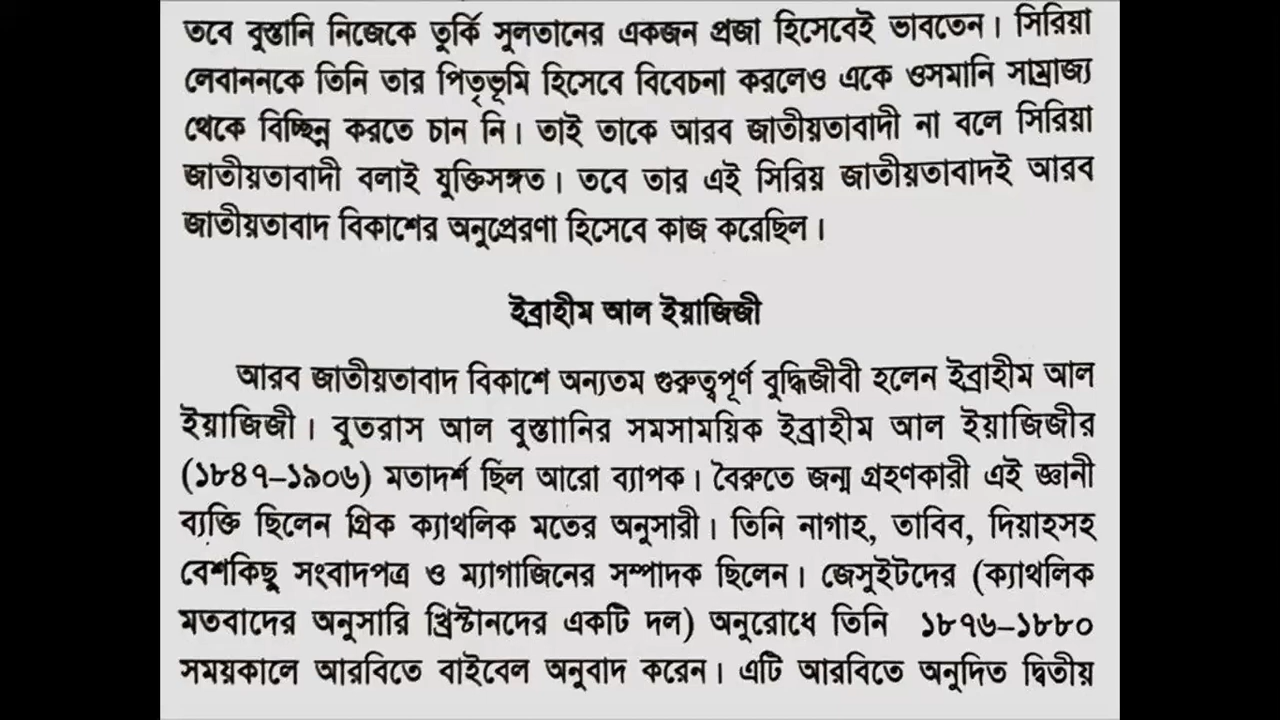 তবে বুস্তানি নিজেকে তুর্কি সুলতানের একজন প্রজা হিসেবেই ভাবতেন। সিরিয়া
লেবাননকে তিনি তার পিতৃভূমি হিসেবে বিবেচনা করলেও একে ওসমানি সাম্রাজ্য
থেকে বিচ্ছিন্ন করতে চান নি। তাই তাকে আরব জাতীয়তাবাদী না বলে সিরিয়া
জাতীয়তাবাদী বলাই যুক্তিসঙ্গত। তবে তার এই সিরিয় জাতীয়তাবাদই আরব
জাতীয়তাবাদ বিকাশের অনুপ্রেরণা হিসেবে কাজ করেছিল।
ইব্রাহীম আল ইয়াজিজী
আরব জাতীয়তাবাদ বিকাশে অন্যতম গুরুত্বপূর্ণ বুদ্ধিজীবী হলেন ইব্রাহীম আল
ইয়াজিজী। বুতরাস আল বুস্তাানির সমসাময়িক ইব্রাহীম আল ইয়াজিজীর
(১৮৪৭–১৯০৬) মতাদর্শ ছিল আরো ব্যাপক। বৈরুতে জন্ম গ্রহণকারী এই জ্ঞানী
ব্যক্তি ছিলেন গ্রিক ক্যাথলিক মতের অনুসারী। তিনি নাগাহ, তাবিব, দিয়াহসহ
বেশকিছু সংবাদপত্র ও ম্যাগাজিনের সম্পাদক ছিলেন। জেসুইটদের (ক্যাথলিক
মতবাদের অনুসারি খ্রিস্টানদের একটি দল) অনুরোধে তিনি ১৮৭৬–১৮৮০
সময়কালে আরবিতে বাইবেল অনুবাদ করেন। এটি আরবিতে অনুদিত দ্বিতীয়